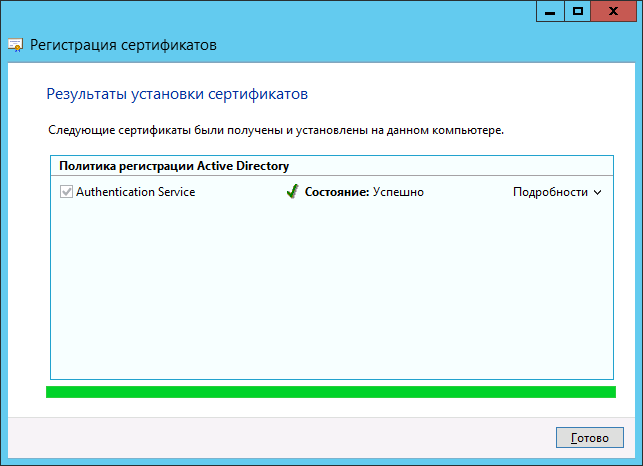 Регистрация сертификатов
Результаты установки сертификатов
Следующие сертификаты были получены и установлены на данном компьютере.
Политика регистрации Active Directory
Authentication Service Состояние: Успешно Подробности
Готово